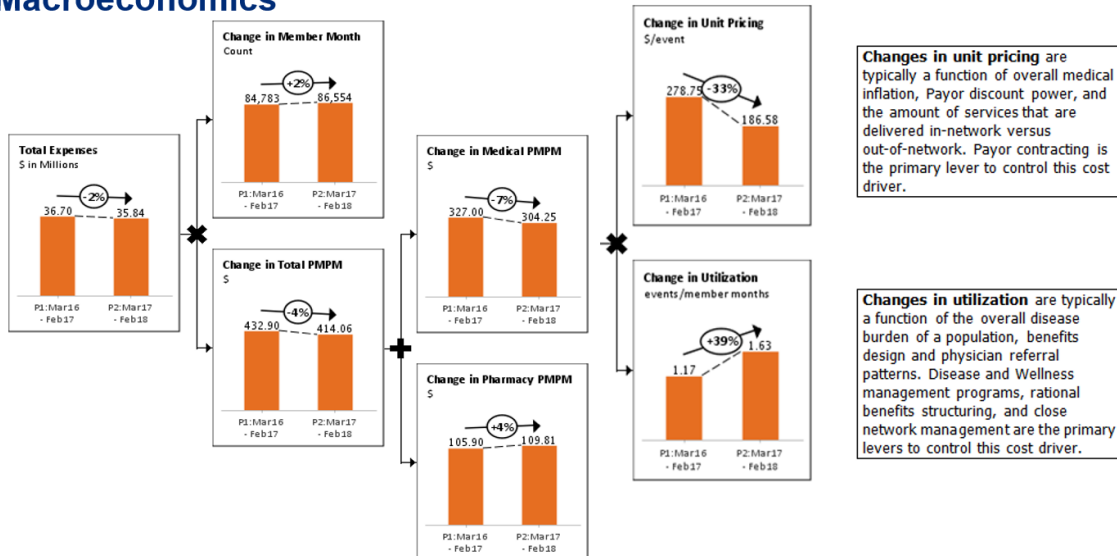 Macroeconomics
Total Expenses
$ in Millions
-2%
36.70
35.84
P1:Mar16
- Feb17
P2:Mar17
- Feb18
Change in Member Month
Count
+2%
84,783
86,554
P1:Mar16
- Feb17
P2:Mar17
- Feb18
Change in Total PMPM
$
-4%
432.90
414.06
P1:Mar16
- Feb17
P2:Mar17
- Feb18
Change in Medical PMPM
$
-7%
327.00
304.25
P1:Mar16
- Feb17
P2:Mar17
- Feb18
Change in Pharmacy PMPM
$
+4%
105.90
109.81
P1:Mar16
- Feb17
P2:Mar17
- Feb18
Change in Unit Pricing
$/event
278.75
-33%
186.58
P1:Mar16
- Feb17
P2:Mar17
- Feb18
Change in Utilization
events/member months
+39%
1.17
1.63
P1:Mar16
- Feb17
P2:Mar17
- Feb18
Changes in unit pricing are
typically a function of overall medical
inflation, Payor discount power, and
the amount of services that are
delivered in-network versus
out-of-network. Payor contracting is
the primary lever to control this cost
driver.
Changes in utilization are typically
a function of the overall disease
burden of a population, benefits
design and physician referral
patterns. Disease and Wellness
management programs, rational
benefits structuring, and close
network management are the primary
levers to control this cost driver.